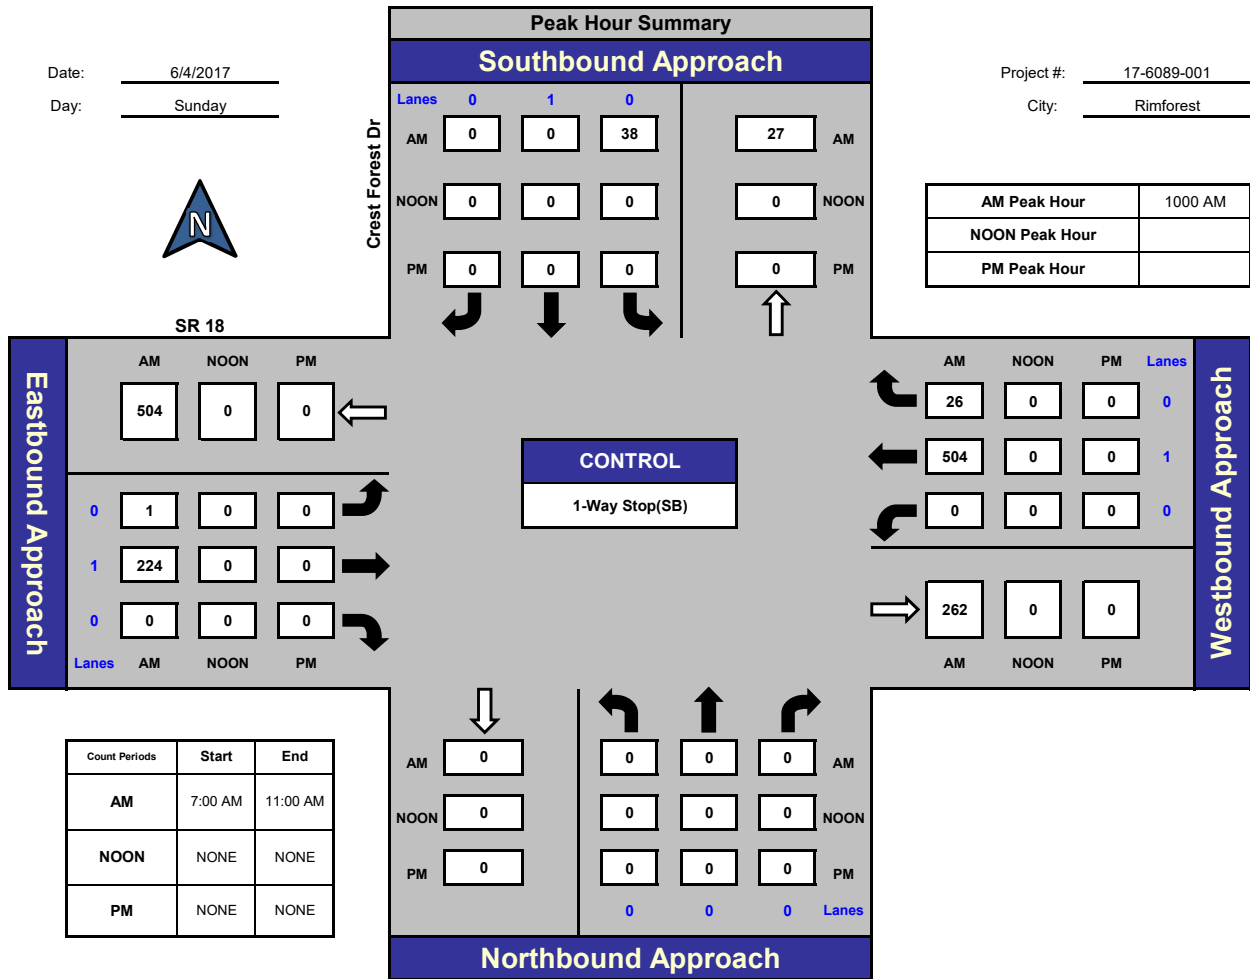 Peak Hour Summary
Southbound Approach
Date: 6/4/2017
Day: Sunday
Project #: 17-6089-001
City: Rimforest
N
Crest Forest Dr
Lanes 0 1 0
AM 0 0 38 27 AM
NOON 0 0 0 0 NOON
PM 0 0 0 0 PM
AM Peak Hour 1000 AM
NOON Peak Hour
PM Peak Hour
SR 18
Eastbound Approach
AM NOON PM
504 0 0
0 1 0 0
1 224 0 0
0 0 0 0
Lanes AM NOON PM
CONTROL
1-Way Stop(SB)
AM NOON PM Lanes
26 0 0 0
504 0 0 1
0 0 0 0
262 0 0
AM NOON PM
Westbound Approach
Count Periods Start End
AM 7:00 AM 11:00 AM
NOON NONE NONE
PM NONE NONE
AM 0 0 0 0 AM
NOON 0 0 0 0 NOON
PM 0 0 0 0 PM
0 0 0 Lanes
Northbound Approach